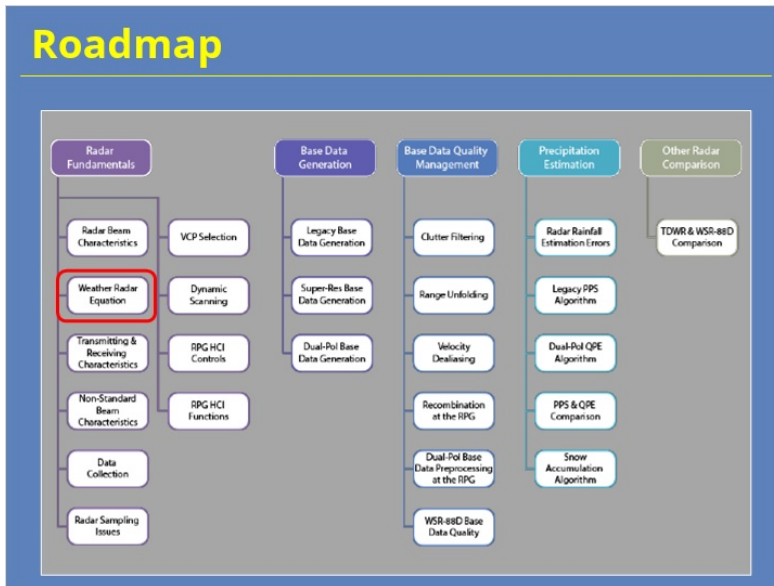 Roadmap
Radar
Fundamentals
Radar Beam
Characteristics
Weather Radar
Equation
Transmitting &
Receiving
Characteristics
Non-Standard
Beam
Characteristics
Data
Collection
Radar Sampling
Issues
VCP Selection
Dynamic
Scanning
RPG HCI
Controls
RPG HCI
Functions
Base Data
Generation
Legacy Base
Data Generation
Super-Res Base
Data Generation
Dual-Pol Base
Data Generation
Base Data Quality
Management
Clutter Filtering
Range Unfolding
Velocity
Dealiasing
Recombination
at the RPG
Dual-Pol Base
Data Preprocessing
at the RPG
WSR-88D Base
Data Quality
Precipitation
Estimation
Radar Rainfall
Estimation Errors
Legacy PPS
Algorithm
Dual-Pol QPE
Algorithm
PPS & QPE
Comparison
Snow
Accumulation
Algorithm
Other Radar
Comparison
TDWR & WSR-88D
Comparison